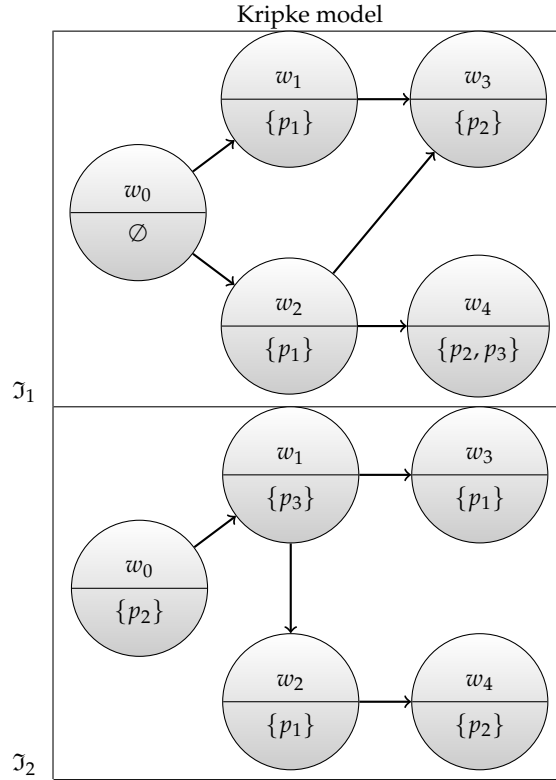 Kripke model
w₁
{p₁}
w₃
{p₂}
w₀
∅
w₂
{p₁}
w₄
{p₂, p₃}
ℑ₁
w₁
{p₃}
w₃
{p₁}
w₀
{p₂}
w₂
{p₁}
w₄
{p₂}
ℑ₂